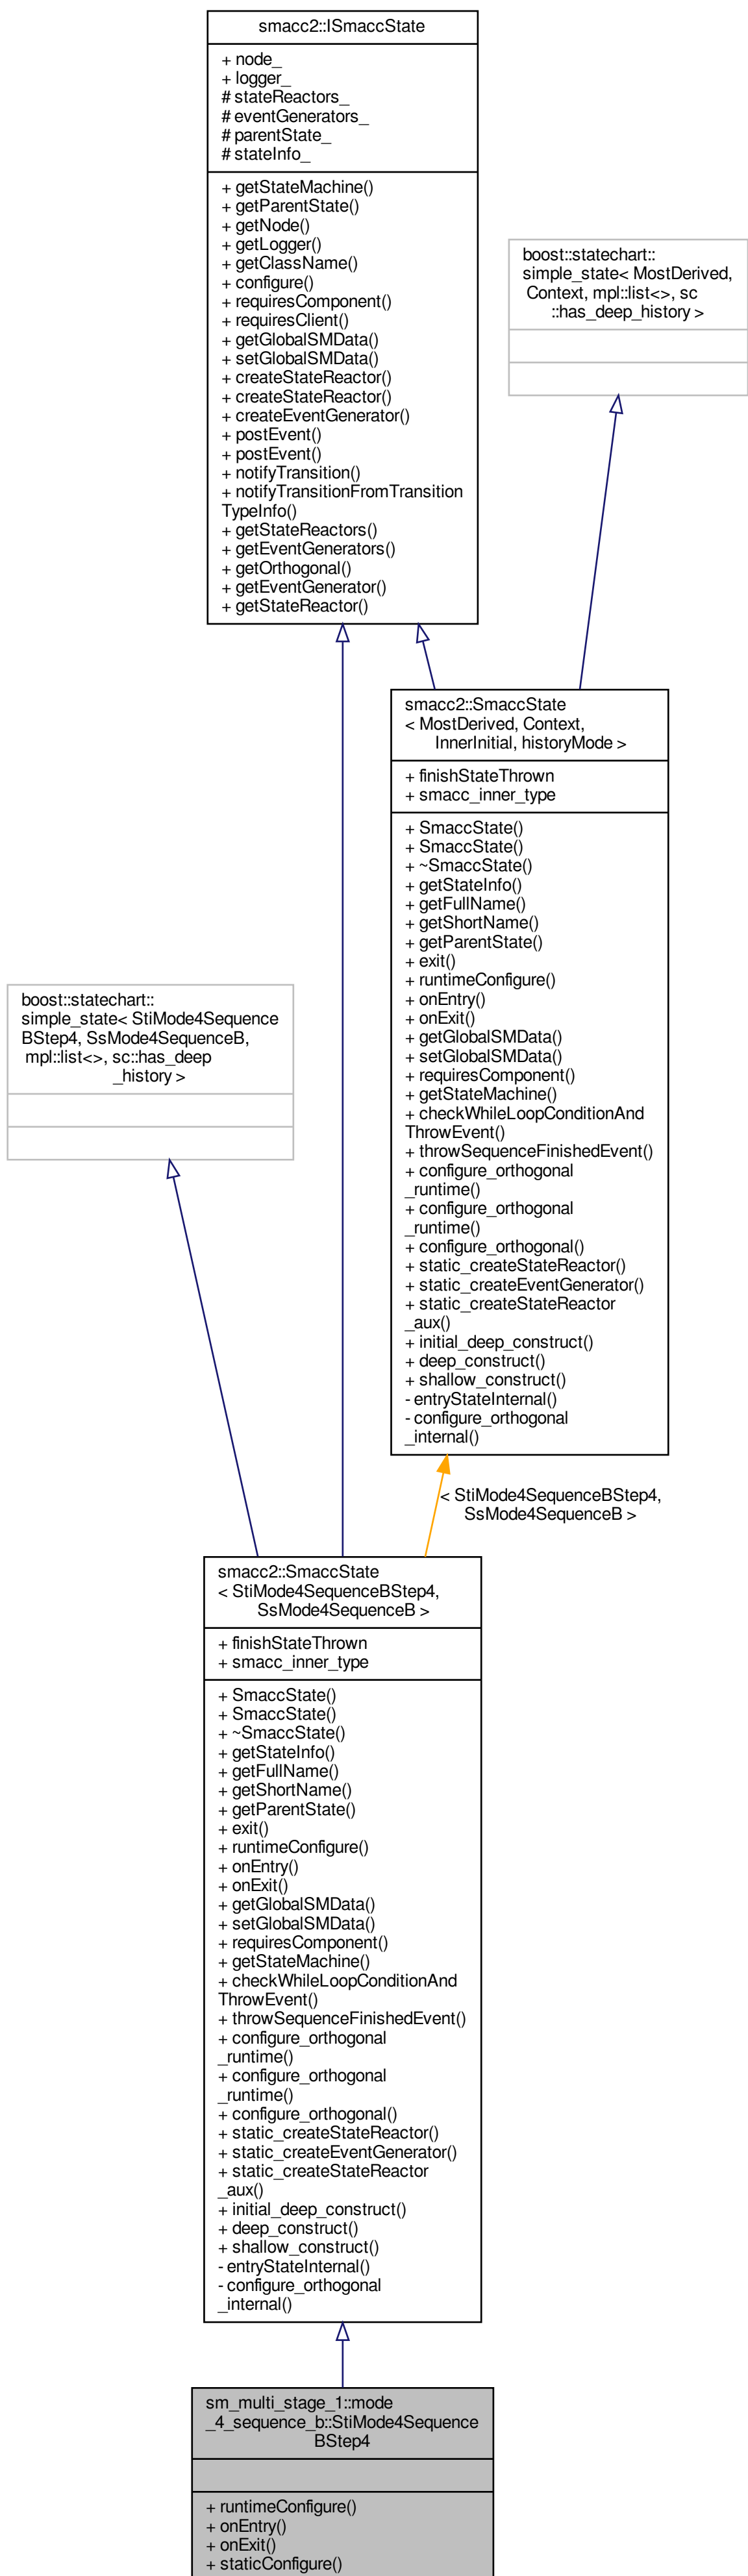 smacc2::ISmaccState
+ node_
+ logger_
# stateReactors_
# eventGenerators_
# parentState_
# stateInfo_
+ getStateMachine()
+ getParentState()
+ getNode()
+ getLogger()
+ getClassName()
+ configure()
+ requiresComponent()
+ requiresClient()
+ getGlobalSMData()
+ setGlobalSMData()
+ createStateReactor()
+ createStateReactor()
+ createEventGenerator()
+ postEvent()
+ postEvent()
+ notifyTransition()
+ notifyTransitionFromTransition
TypeInfo()
+ getStateReactors()
+ getEventGenerators()
+ getOrthogonal()
+ getEventGenerator()
+ getStateReactor()
boost::statechart::
simple_state< MostDerived,
Context, mpl::list<>, sc
::has_deep_history >
smacc2::SmaccState
< MostDerived, Context,
InnerInitial, historyMode >
+ finishStateThrown
+ smacc_inner_type
+ SmaccState()
+ SmaccState()
+ ~SmaccState()
+ getStateInfo()
+ getFullName()
+ getShortName()
+ getParentState()
+ exit()
+ runtimeConfigure()
+ onEntry()
+ onExit()
+ getGlobalSMData()
+ setGlobalSMData()
+ requiresComponent()
+ getStateMachine()
+ checkWhileLoopConditionAnd
ThrowEvent()
+ throwSequenceFinishedEvent()
+ configure_orthogonal
_runtime()
+ configure_orthogonal
_runtime()
+ configure_orthogonal()
+ static_createStateReactor()
+ static_createEventGenerator()
+ static_createStateReactor
_aux()
+ initial_deep_construct()
+ deep_construct()
+ shallow_construct()
- entryStateInternal()
- configure_orthogonal
_internal()
boost::statechart::
simple_state< StiMode4Sequence
BStep4, SsMode4SequenceB,
mpl::list<>, sc::has_deep
_history >
< StiMode4SequenceBStep4,
SsMode4SequenceB >
smacc2::SmaccState
< StiMode4SequenceBStep4,
SsMode4SequenceB >
+ finishStateThrown
+ smacc_inner_type
+ SmaccState()
+ SmaccState()
+ ~SmaccState()
+ getStateInfo()
+ getFullName()
+ getShortName()
+ getParentState()
+ exit()
+ runtimeConfigure()
+ onEntry()
+ onExit()
+ getGlobalSMData()
+ setGlobalSMData()
+ requiresComponent()
+ getStateMachine()
+ checkWhileLoopConditionAnd
ThrowEvent()
+ throwSequenceFinishedEvent()
+ configure_orthogonal
_runtime()
+ configure_orthogonal
_runtime()
+ configure_orthogonal()
+ static_createStateReactor()
+ static_createEventGenerator()
+ static_createStateReactor
_aux()
+ initial_deep_construct()
+ deep_construct()
+ shallow_construct()
- entryStateInternal()
- configure_orthogonal
_internal()
sm_multi_stage_1::mode
_4_sequence_b::StiMode4Sequence
BStep4
+ runtimeConfigure()
+ onEntry()
+ onExit()
+ staticConfigure()